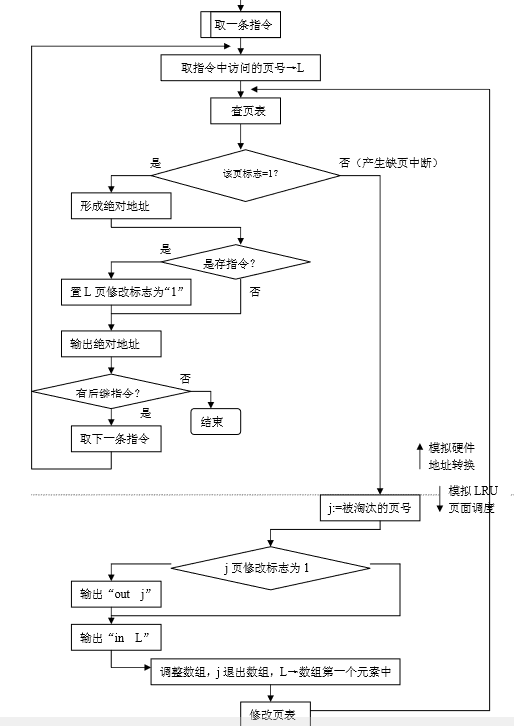 取一条指令
取指令中访问的页号→L
查页表
是
否（产生缺页中断）
该页标志=1?
形成绝对地址
是
是存指令？
置L页修改标志为“1”
否
输出绝对地址
否
有后继指令？
是
结束
取下一条指令
模拟硬件
地址转换
模拟LRU
页面调度
j:=被淘汰的页号
j页修改标志为1
输出“out j”
输出“in L”
调整数组，j退出数组，L→数组第一个元素中
修改页表